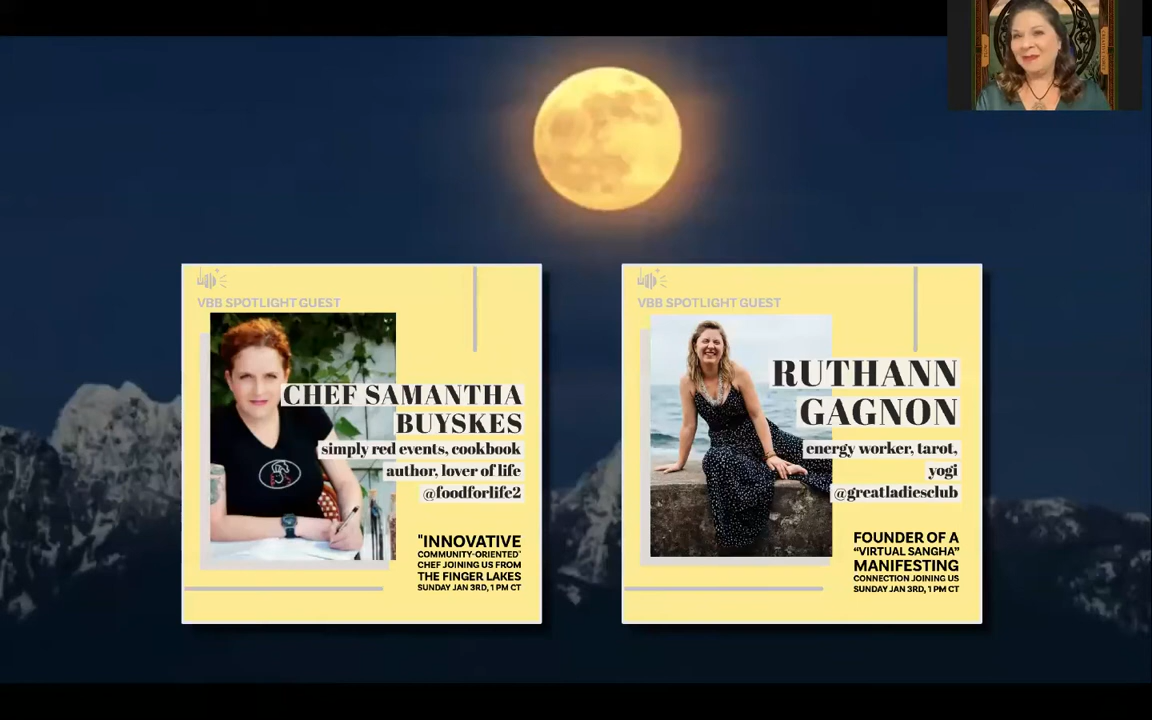 VBB SPOTLIGHT GUEST
CHEF SAMANTHA
BUYSKES
simply red events, cookbook
author, lover of life
@foodforlife2
"INNOVATIVE
COMMUNITY-ORIENTED"
CHEF JOINING US FROM
THE FINGER LAKES
SUNDAY JAN 3RD, 1 PM CT
VBB SPOTLIGHT GUEST
RUTHANN
GAGNON
energy worker, tarot,
yogi
@greatladiesclub
FOUNDER OF A
“VIRTUAL SANGHA”
MANIFESTING
CONNECTION JOINING US
SUNDAY JAN 3RD, 1 PM CT